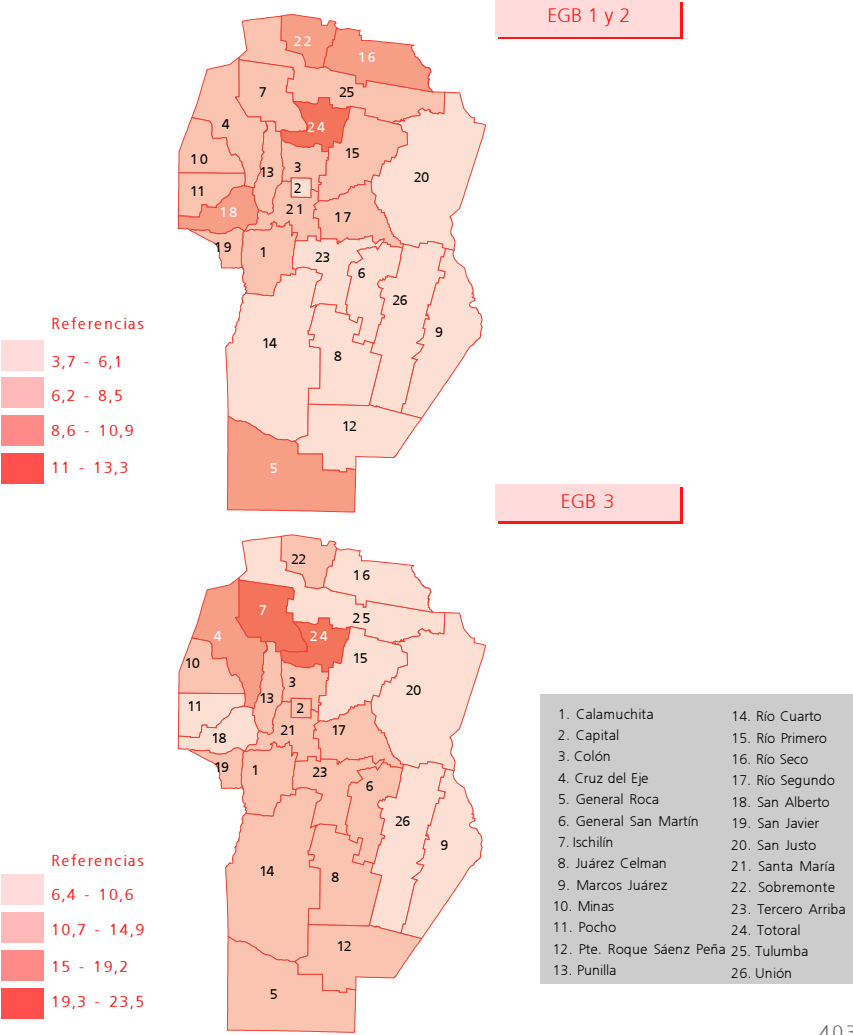 EGB 1 y 2
22
16
7
25
4
24
10
15
3
13
20
11
2
18
21
17
19
1
23
6
26
9
14
8
12
5
Referencias
3,7 - 6,1
6,2 - 8,5
8,6 - 10,9
11 - 13,3
EGB 3
22
16
7
25
4
24
10
15
3
20
13
11
2
18
21
17
19
1
23
6
26
9
14
8
12
5
Referencias
6,4 - 10,6
10,7 - 14,9
15 - 19,2
19,3 - 23,5
1. Calamuchita
2. Capital
3. Colón
4. Cruz del Eje
5. General Roca
6. General San Martín
7. Ischilín
8. Juárez Celman
9. Marcos Juárez
10. Minas
11. Pocho
12. Pte. Roque Sáenz Peña
13. Punilla
14. Río Cuarto
15. Río Primero
16. Río Seco
17. Río Segundo
18. San Alberto
19. San Javier
20. San Justo
21. Santa María
22. Sobremonte
23. Tercero Arriba
24. Totoral
25. Tulumba
26. Unión
403